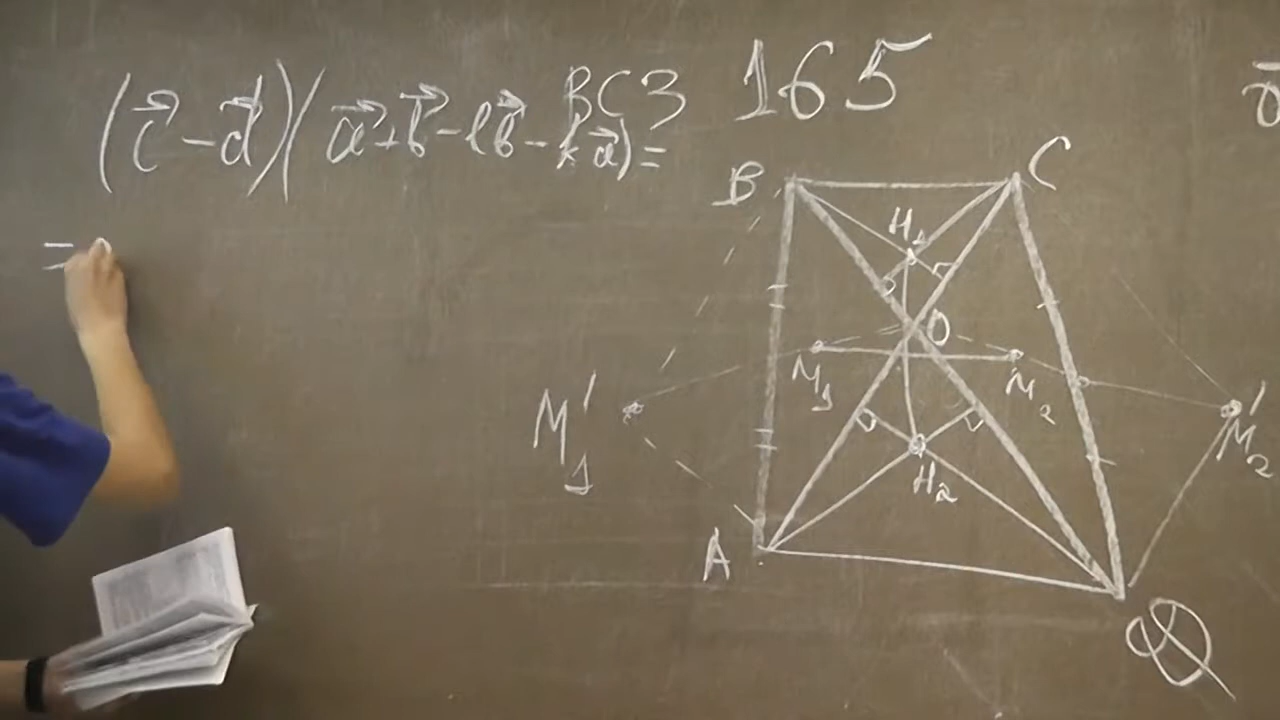 BC3 165
(c⃗ - d⃗)(a⃗ + b⃗ - lb⃗ - ka⃗) =
=
B
C
H₁
O
M₁
M₂
M₁'
M₂'
H₂
A
D